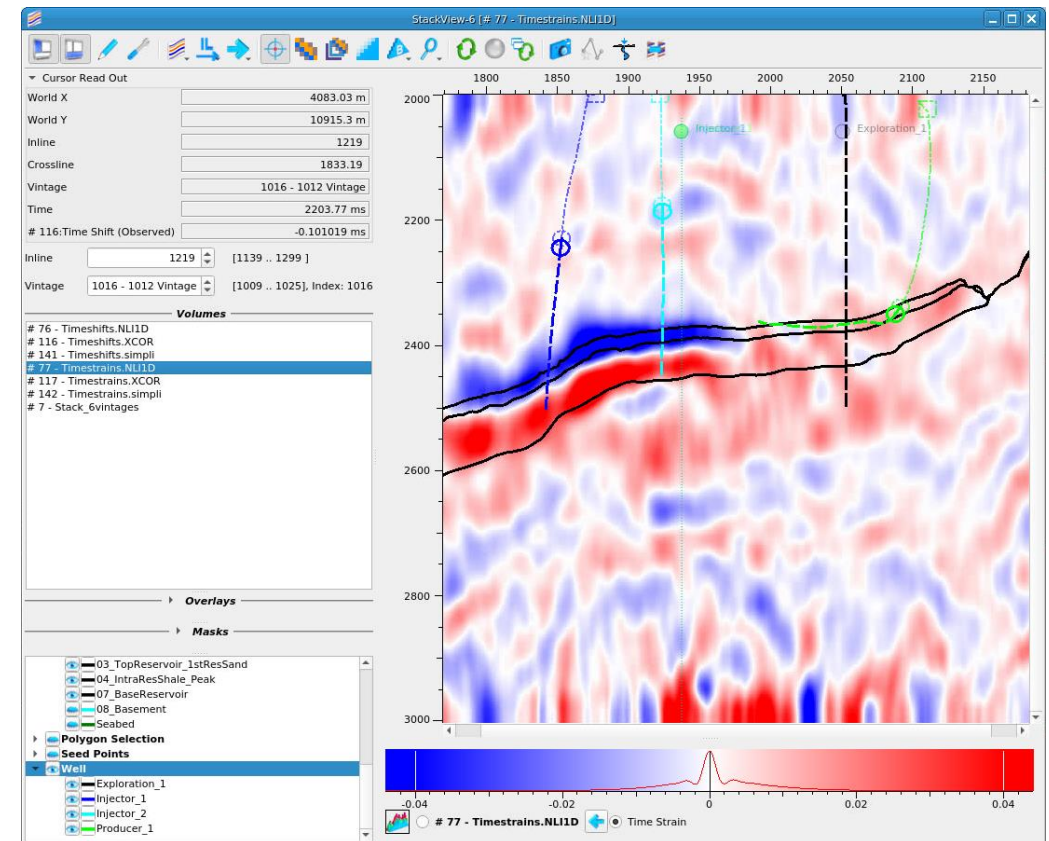 StackView-6 [# 77 - Timestrains.NLI1D]
Cursor Read Out
World X 4083.03 m
World Y 10915.3 m
Inline 1219
Crossline 1833.19
Vintage 1016 - 1012 Vintage
Time 2203.77 ms
# 116:Time Shift (Observed) -0.101019 ms
Inline 1219 [1139 .. 1299 ]
Vintage 1016 - 1012 Vintage [1009 .. 1025], Index: 1016
Volumes
# 76 - Timeshifts.NLI1D
# 116 - Timeshifts.XCOR
# 141 - Timeshifts.simpli
# 77 - Timestrains.NLI1D
# 117 - Timestrains.XCOR
# 142 - Timestrains.simpli
# 7 - Stack_6vintages
Overlays
Masks
03_TopReservoir_1stResSand
04_IntraResShale_Peak
07_BaseReservoir
08_Basement
Seabed
Polygon Selection
Seed Points
Well
Exploration_1
Injector_1
Injector_2
Producer_1
1800 1850 1900 1950 2000 2050 2100 2150
2000
Injector_1 Exploration_1
2200
2400
2600
2800
3000
-0.04 -0.02 0 0.02 0.04
# 77 - Timestrains.NLI1D Time Strain